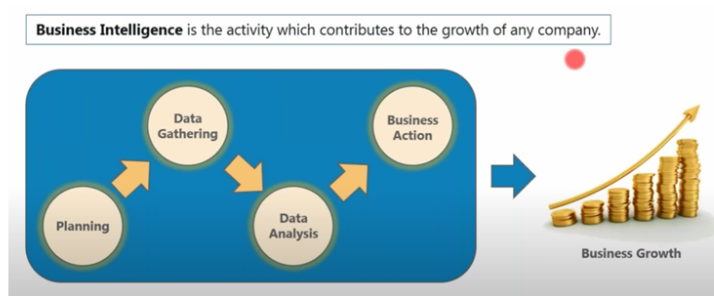 Business Intelligence is the activity which contributes to the growth of any company.
Data
Gathering
Business
Action
Planning
Data
Analysis
Business Growth